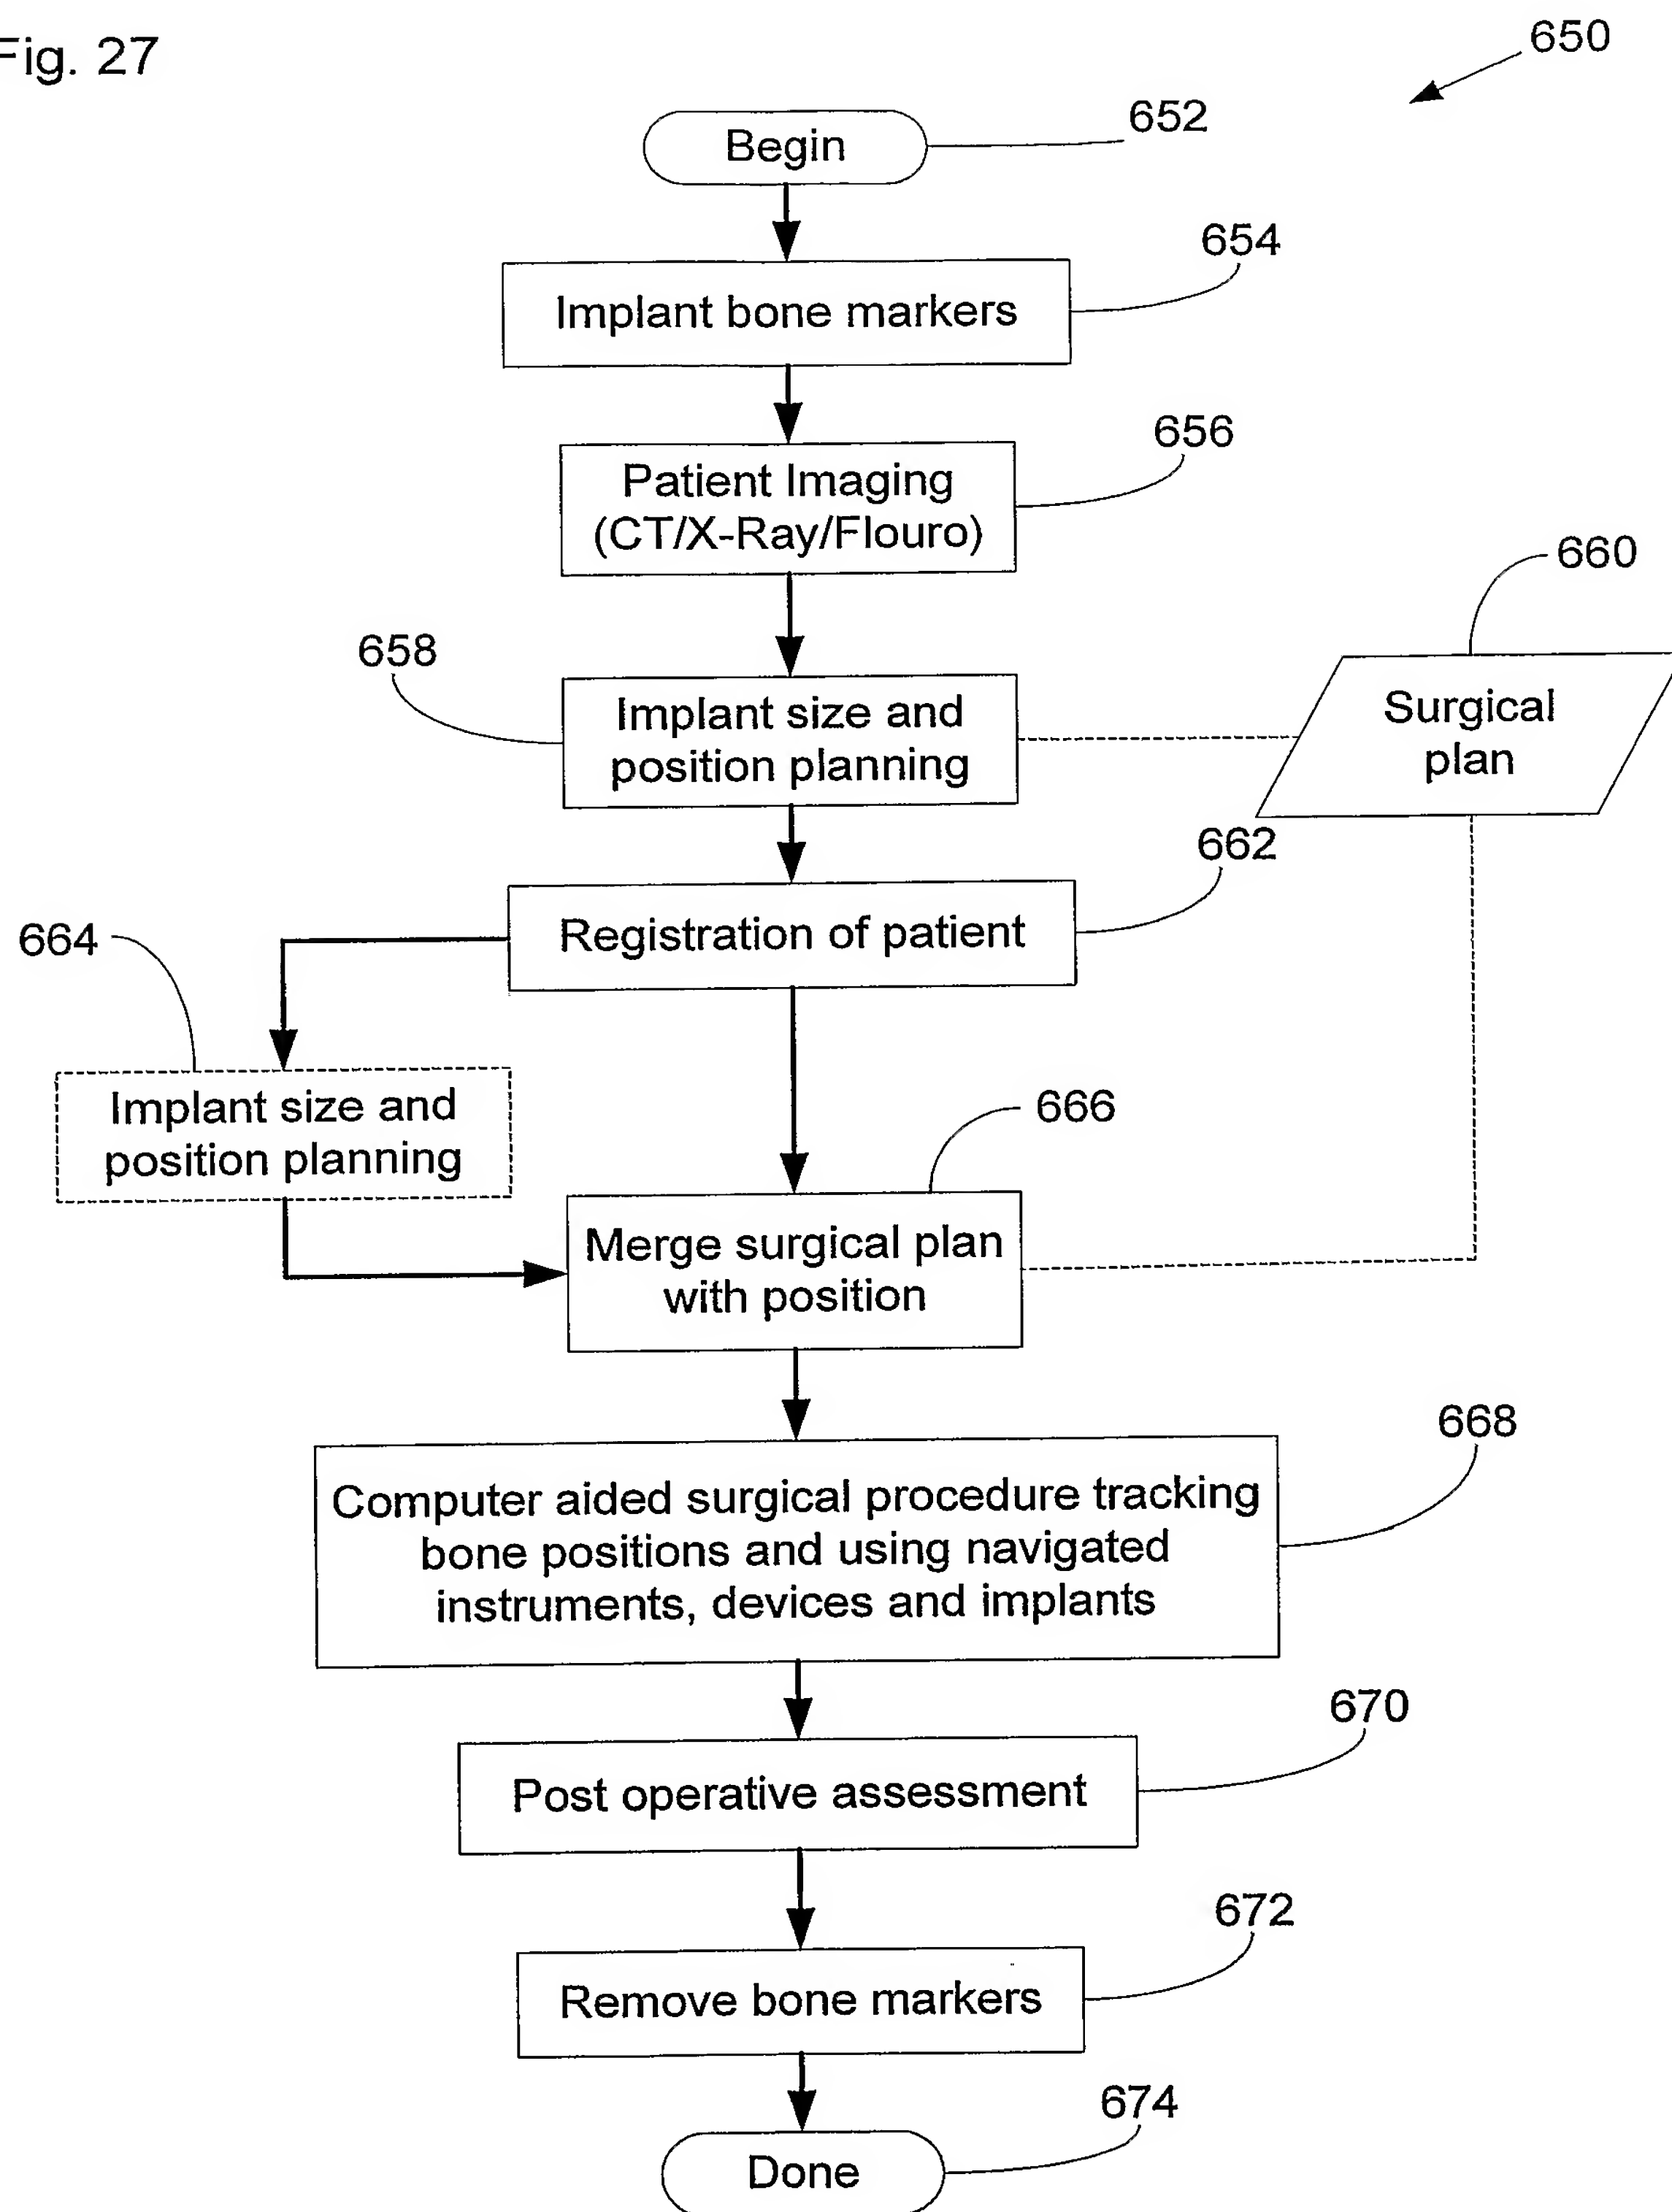 Fig. 27
650
Begin
652
654
Implant bone markers
656
Patient Imaging
(CT/X-Ray/Flouro)
660
658
Implant size and
position planning
Surgical
plan
662
Registration of patient
664
Implant size and
position planning
666
Merge surgical plan
with position
668
Computer aided surgical procedure tracking
bone positions and using navigated
instruments, devices and implants
670
Post operative assessment
672
Remove bone markers
674
Done